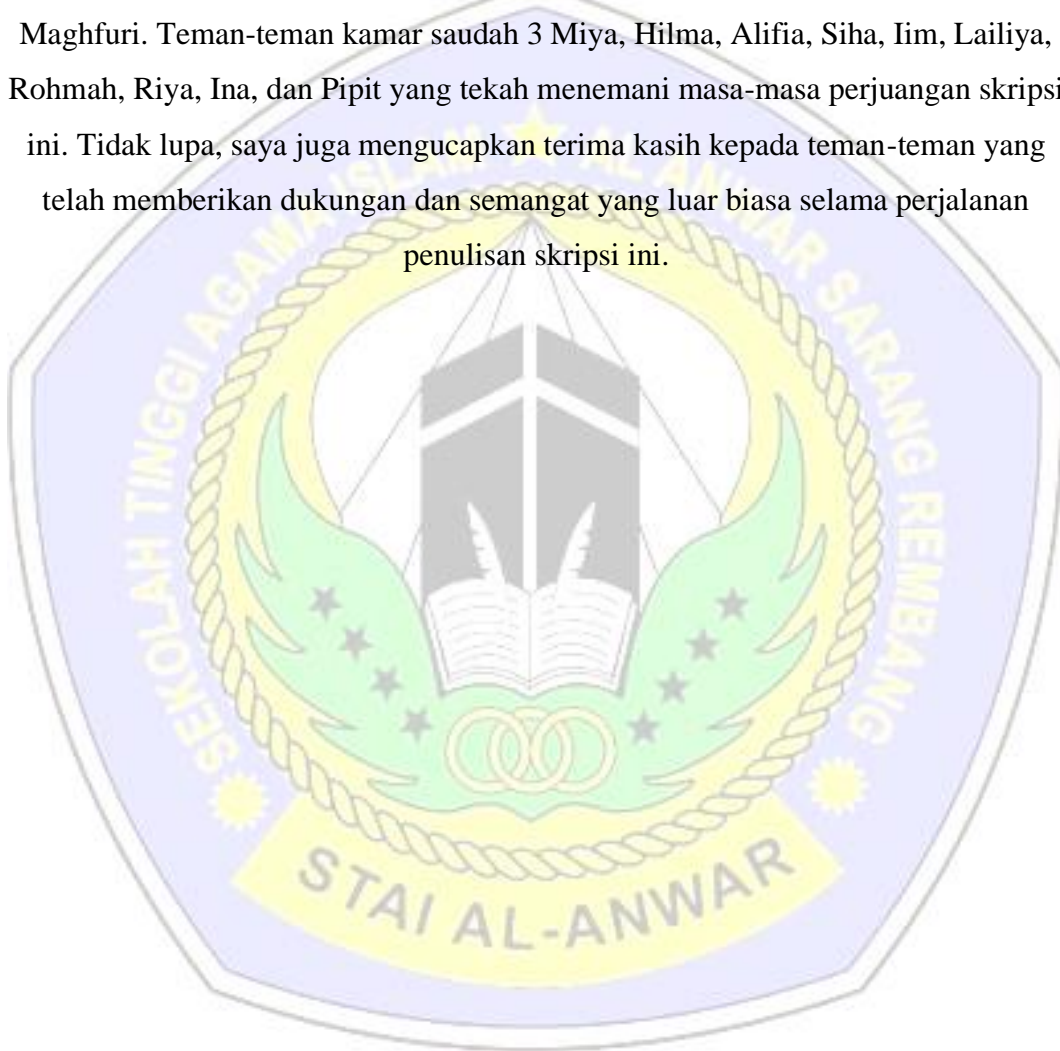 Maghfuri. Teman-teman kamar saudah 3 Miya, Hilma, Alifia, Siha, Iim, Lailiya,
Rohmah, Riya, Ina, dan Pipit yang tekah menemani masa-masa perjuangan skripsi
ini. Tidak lupa, saya juga mengucapkan terima kasih kepada teman-teman yang
telah memberikan dukungan dan semangat yang luar biasa selama perjalanan
penulisan skripsi ini.
SEKOLAH TINGGI AGAMA ISLAM AL ANWAR SARANG REMBANG
STAI AL-ANWAR